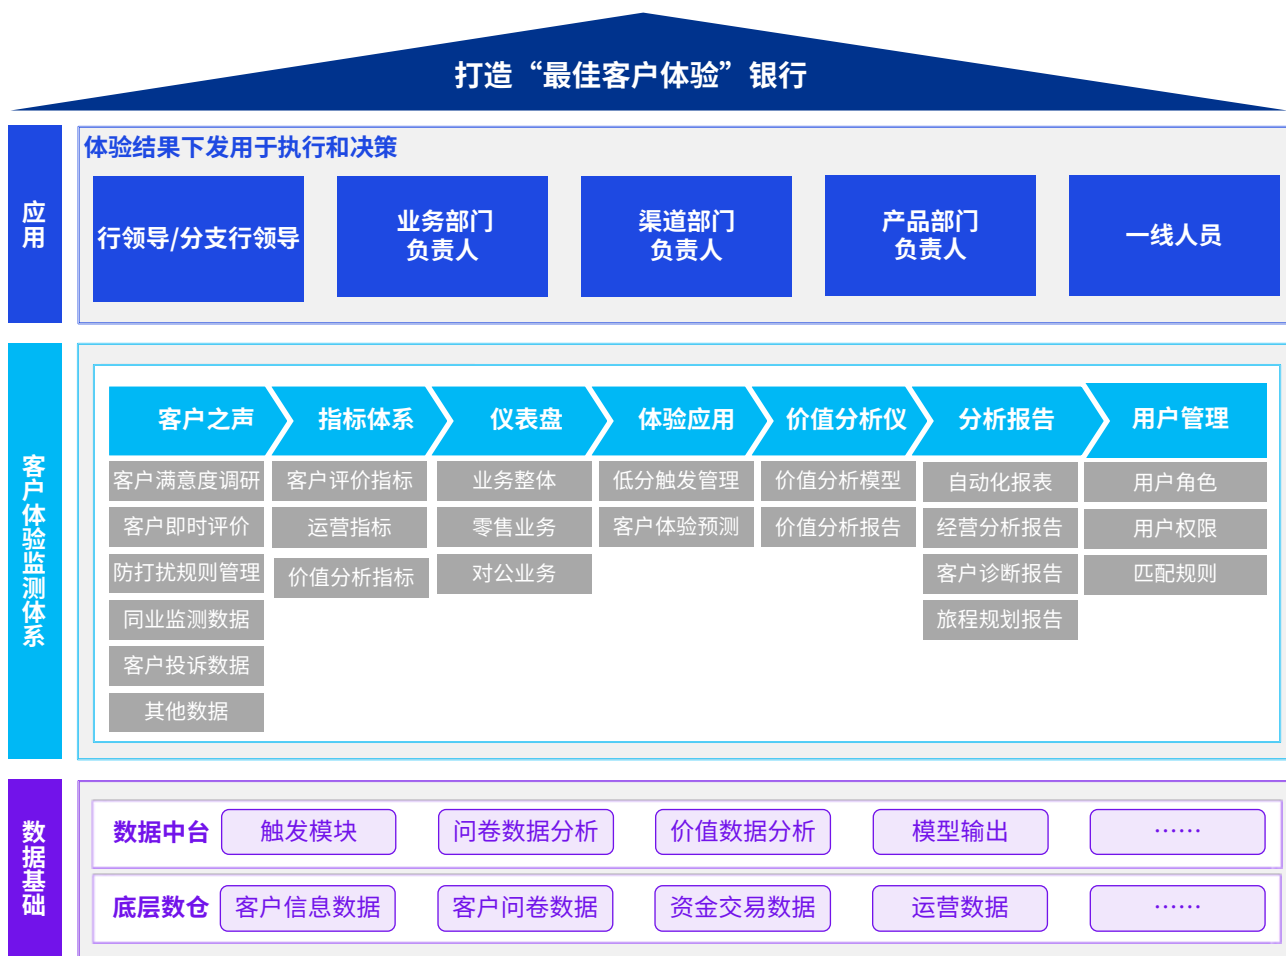 打造“最佳客户体验”银行
应用
体验结果下发用于执行和决策
行领导/分支行领导
业务部门
负责人
渠道部门
负责人
产品部门
负责人
一线人员
客户体验监测体系
客户之声
指标体系
仪表盘
体验应用
价值分析仪
分析报告
用户管理
客户满意度调研
客户即时评价
防打扰规则管理
同业监测数据
客户投诉数据
其他数据
客户评价指标
运营指标
价值分析指标
业务整体
零售业务
对公业务
低分触发管理
客户体验预测
价值分析模型
价值分析报告
自动化报表
经营分析报告
客户诊断报告
旅程规划报告
用户角色
用户权限
匹配规则
数据基础
数据中台
触发模块
问卷数据分析
价值数据分析
模型输出
……
底层数仓
客户信息数据
客户问卷数据
资金交易数据
运营数据
……